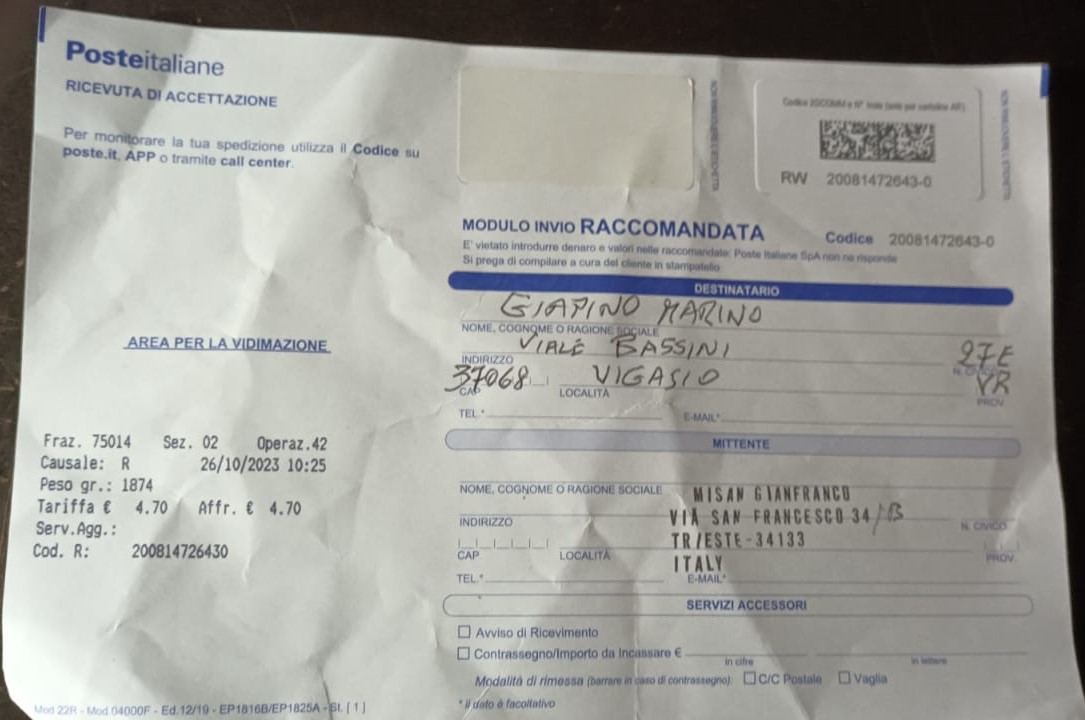 Posteitaliane
RICEVUTA DI ACCETTAZIONE
Per monitorare la tua spedizione utilizza il Codice su
poste.it, APP o tramite call center.
AREA PER LA VIDIMAZIONE
Fraz. 75014 Sez. 02 Operaz.42
Causale: R 26/10/2023 10:25
Peso gr.: 1874
Tariffa € 4.70 Affr. € 4.70
Serv.Agg.:
Cod. R: 200814726430
Mod 22R - Mod.04000F - Ed.12/19 - EP1816B/EP1825A - St. [1]
RW 20081472643-0
MODULO INVIO RACCOMANDATA
Codice 20081472643-0
E' vietato introdurre denaro e valori nelle raccomandate: Poste Italiane SpA non ne risponde
Si prega di compilare a cura del cliente in stampatello
DESTINATARIO
MARINO
NOME, COGNOME O RAGIONE SOCIALE
VIALE BASSINI 27E
INDIRIZZO N. CIVICO
37068 VIGASIO VR
CAP LOCALITÀ PROV
TEL.* E-MAIL*
MITTENTE
NOME, COGNOME O RAGIONE SOCIALE MISAN GIANFRANCO
INDIRIZZO VIA SAN FRANCESCO 34/B N. CIVICO
TRIESTE-34133
CAP LOCALITÀ PROV
ITALY
TEL.* E-MAIL*
SERVIZI ACCESSORI
Avviso di Ricevimento
Contrassegno/Importo da Incassare €
in cifre in lettere
Modalità di rimessa (barrare in caso di contrassegno): C/C Postale Vaglia
* il dato è facoltativo